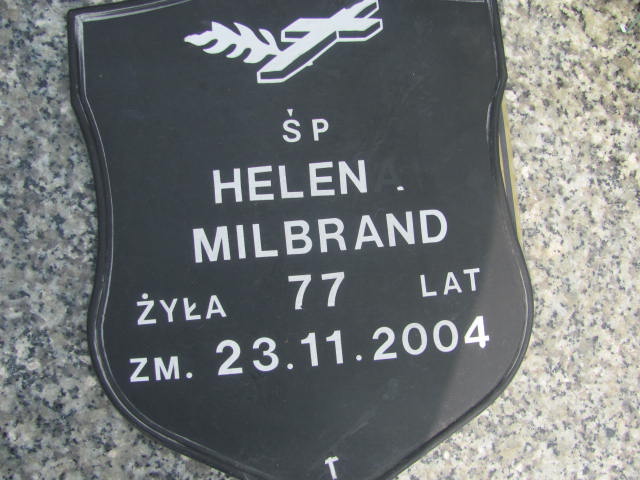 ŚP
HELEN .
MILBRAND
ŻYŁA 77 LAT
ZM. 23.11.2004
T